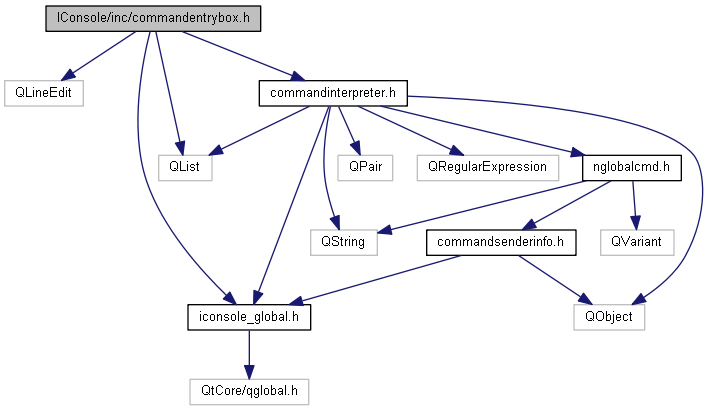 IConsole/inc/commandentrybox.h
QLineEdit
commandinterpreter.h
QList
QPair
QRegularExpression
nglobalcmd.h
QString
commandsenderinfo.h
QVariant
iconsole_global.h
QObject
QtCore/qglobal.h